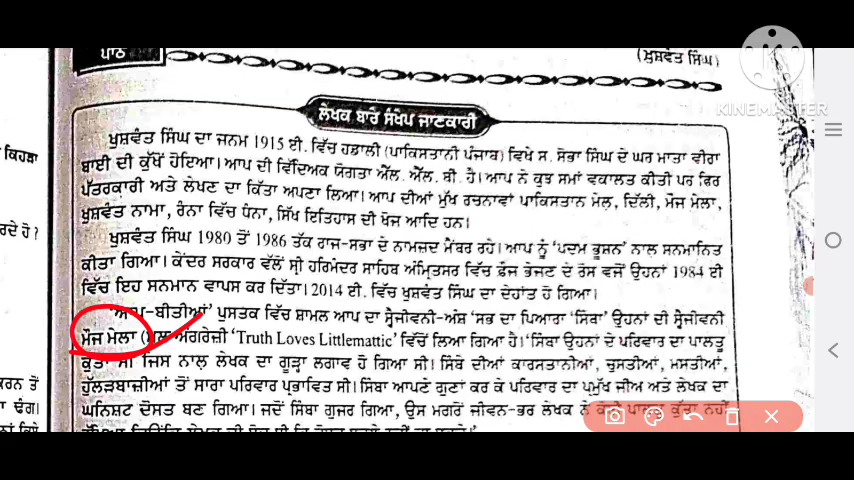 ਪਾਠ
(ਖ਼ੁਸ਼ਵੰਤ ਸਿੰਘ)
KINEMASTER
ਲੇਖਕ ਬਾਰੇ ਸੰਖੇਪ ਜਾਣਕਾਰੀ
ਖ਼ੁਸ਼ਵੰਤ ਸਿੰਘ ਦਾ ਜਨਮ 1915 ਈ. ਵਿੱਚ ਹਡਾਲੀ (ਪਾਕਿਸਤਾਨੀ ਪੰਜਾਬ) ਵਿਖੇ ਸ. ਸੋਭਾ ਸਿੰਘ ਦੇ ਘਰ ਮਾਤਾ ਵੀਰਾ
ਬਾਈ ਦੀ ਕੁੱਖੋਂ ਹੋਇਆ। ਆਪ ਦੀ ਵਿੱਦਿਅਕ ਯੋਗਤਾ ਐੱਲ. ਐੱਲ. ਬੀ. ਹੈ। ਆਪ ਨੇ ਕੁਝ ਸਮਾਂ ਵਕਾਲਤ ਕੀਤੀ ਪਰ ਫਿਰ
ਪੱਤਰਕਾਰੀ ਅਤੇ ਲੇਖਣ ਦਾ ਕਿੱਤਾ ਅਪਣਾ ਲਿਆ। ਆਪ ਦੀਆਂ ਮੁੱਖ ਰਚਨਾਵਾਂ ਪਾਕਿਸਤਾਨ ਮੇਲ, ਦਿੱਲੀ, ਮੌਜ ਮੇਲਾ,
ਖ਼ੁਸ਼ਵੰਤ ਨਾਮਾ, ਰੰਨਾ ਵਿੱਚ ਧੰਨਾ, ਸਿੱਖ ਇਤਿਹਾਸ ਦੀ ਖੋਜ ਆਦਿ ਹਨ।
ਖ਼ੁਸ਼ਵੰਤ ਸਿੰਘ 1980 ਤੋਂ 1986 ਤੱਕ ਰਾਜ-ਸਭਾ ਦੇ ਨਾਮਜ਼ਦ ਮੈਂਬਰ ਰਹੇ। ਆਪ ਨੂੰ 'ਪਦਮ ਭੂਸ਼ਨ' ਨਾਲ ਸਨਮਾਨਿਤ
ਕੀਤਾ ਗਿਆ। ਕੇਂਦਰ ਸਰਕਾਰ ਵੱਲੋਂ ਸ੍ਰੀ ਹਰਿਮੰਦਰ ਸਾਹਿਬ ਅੰਮ੍ਰਿਤਸਰ ਵਿੱਚ ਫ਼ੌਜ ਭੇਜਣ ਦੇ ਰੋਸ ਵਜੋਂ ਉਹਨਾਂ 1984 ਈ
ਵਿੱਚ ਇਹ ਸਨਮਾਨ ਵਾਪਸ ਕਰ ਦਿੱਤਾ। 2014 ਈ. ਵਿੱਚ ਖ਼ੁਸ਼ਵੰਤ ਸਿੰਘ ਦਾ ਦੇਹਾਂਤ ਹੋ ਗਿਆ।
'ਆਪ-ਬੀਤੀਆਂ' ਪੁਸਤਕ ਵਿੱਚ ਸ਼ਾਮਲ ਆਪ ਦਾ ਸ੍ਵੈਜੀਵਨੀ-ਅੰਸ਼ 'ਸਭ ਦਾ ਪਿਆਰਾ 'ਸਿੰਬਾ' ਉਹਨਾਂ ਦੀ ਸ੍ਵੈਜੀਵਨੀ
ਮੌਜ ਮੇਲਾ (ਮੂਲ ਅੰਗਰੇਜ਼ੀ 'Truth Loves Littlemattic' ਵਿੱਚੋਂ ਲਿਆ ਗਿਆ ਹੈ। 'ਸਿੰਬਾ ਉਹਨਾਂ ਦੇ ਪਰਿਵਾਰ ਦਾ ਪਾਲਤੂ
ਕੁੱਤਾ ਸੀ ਜਿਸ ਨਾਲ ਲੇਖਕ ਦਾ ਗੂੜ੍ਹਾ ਲਗਾਵ ਹੋ ਗਿਆ ਸੀ। ਸਿੰਬੇ ਦੀਆਂ ਕਾਰਸਤਾਨੀਆਂ, ਚੁਸਤੀਆਂ, ਮਸਤੀਆਂ,
ਹੁੱਲੜਬਾਜ਼ੀਆਂ ਤੋਂ ਸਾਰਾ ਪਰਿਵਾਰ ਪ੍ਰਭਾਵਿਤ ਸੀ। ਸਿੰਬਾ ਆਪਣੇ ਗੁਣਾਂ ਕਰ ਕੇ ਪਰਿਵਾਰ ਦਾ ਪ੍ਰਮੁੱਖ ਜੀਅ ਅਤੇ ਲੇਖਕ ਦਾ
ਘਨਿਸ਼ਟ ਦੋਸਤ ਬਣ ਗਿਆ। ਜਦੋਂ ਸਿੰਬਾ ਗੁਜਰ ਗਿਆ, ਉਸ ਮਗਰੋਂ ਜੀਵਨ-ਭਰ ਲੇਖਕ ਨੇ ਕੋਈ ਪਾਲਤੂ ਕੁੱਤਾ ਨਹੀਂ